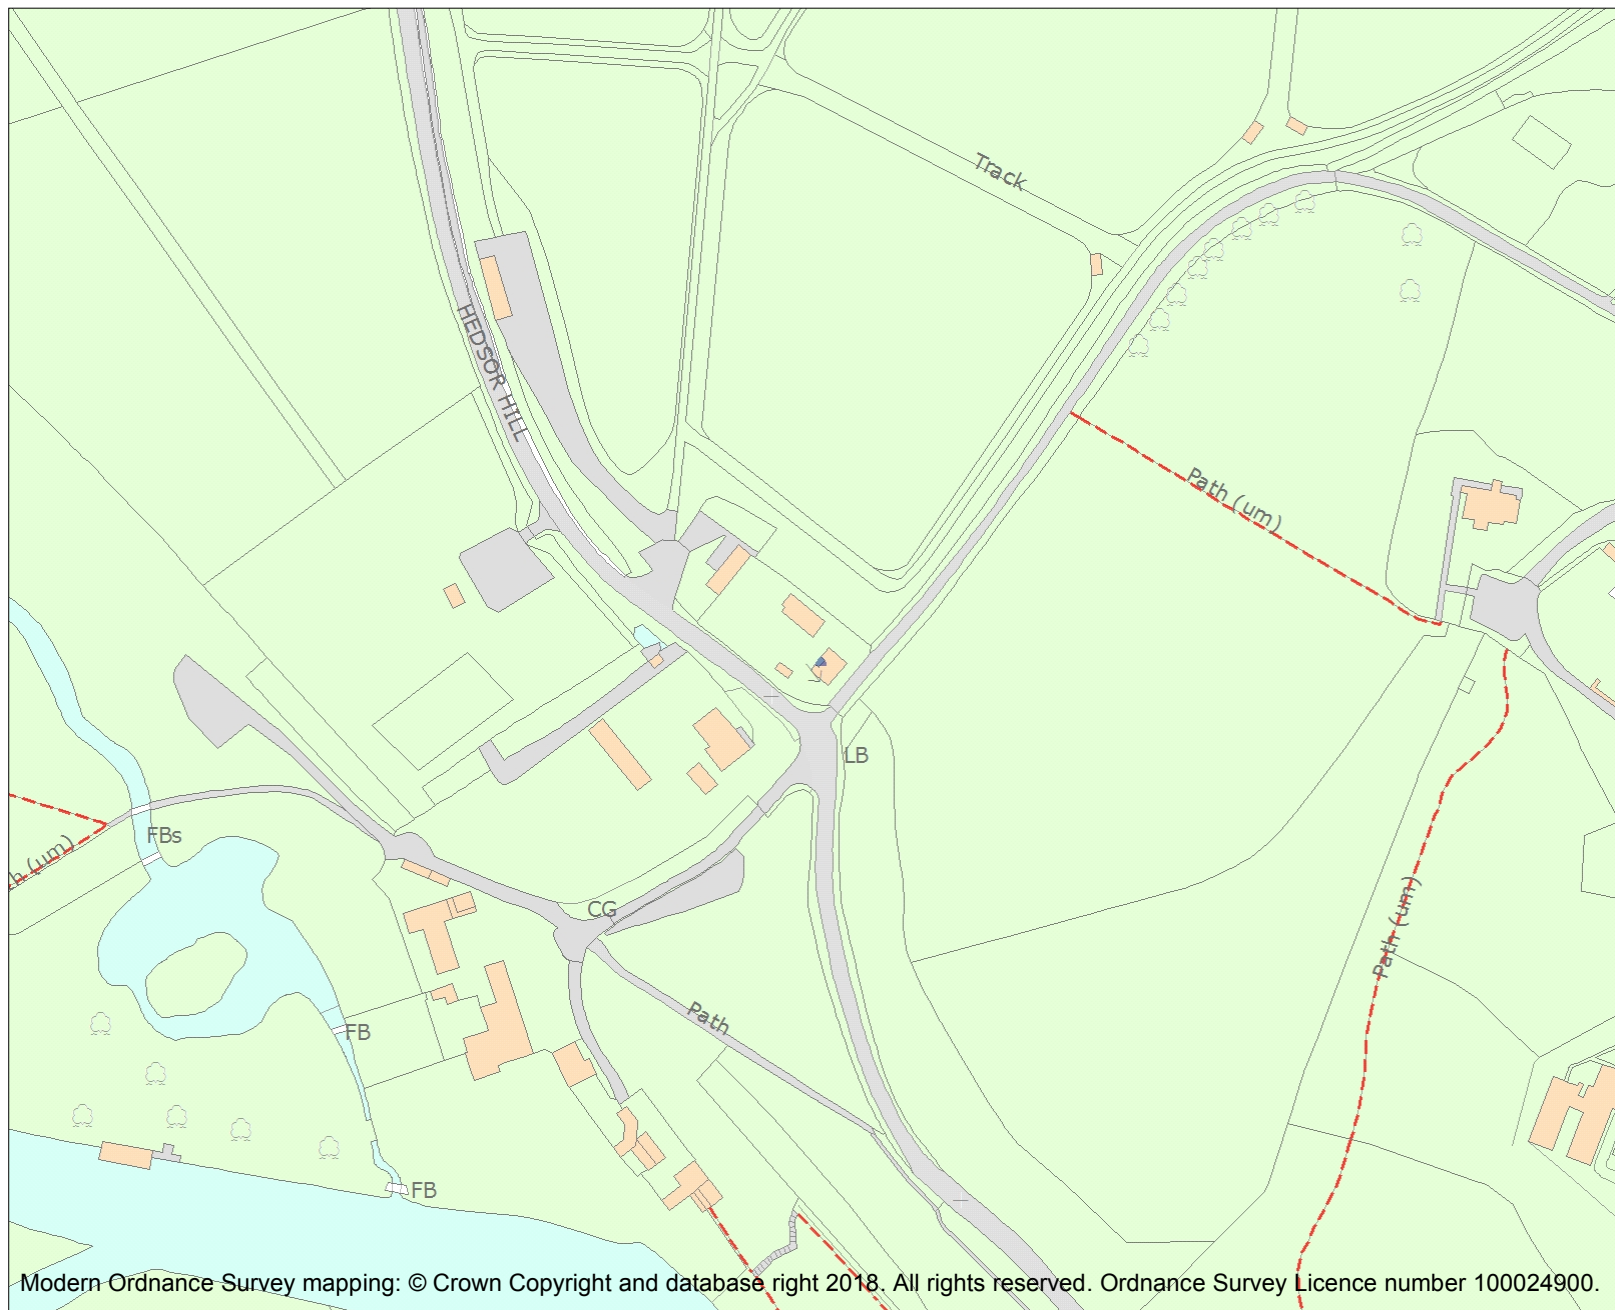 Track
HEDSOR HILL
Path (um)
LB
FBs
h (um)
CG
Path (um)
Path
FB
FB
Modern Ordnance Survey mapping: © Crown Copyright and database right 2018. All rights reserved. Ordnance Survey Licence number 100024900.